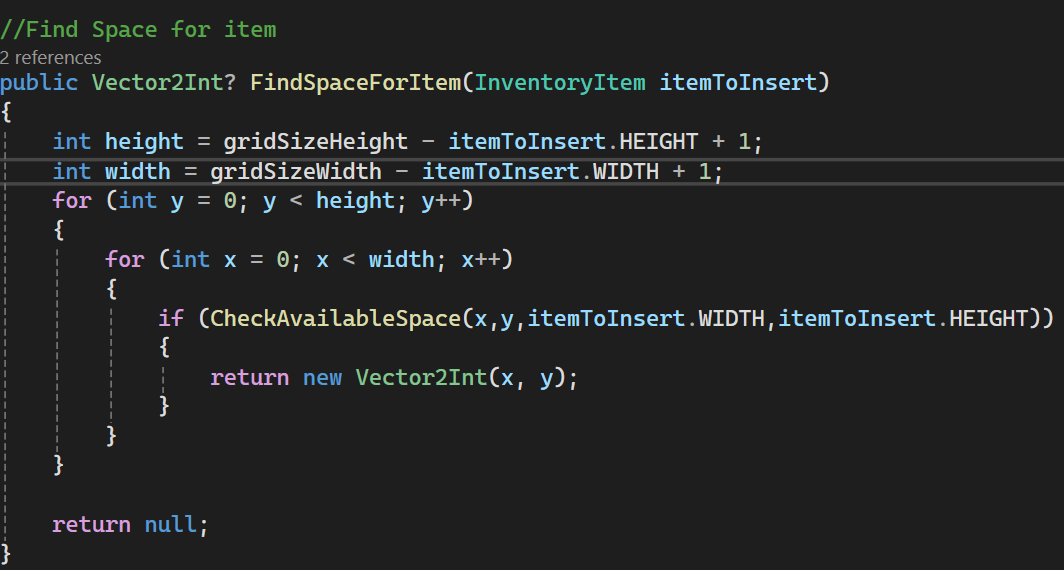 //Find Space for item
2 references
public Vector2Int? FindSpaceForItem(InventoryItem itemToInsert)
{
    int height = gridSizeHeight - itemToInsert.HEIGHT + 1;
    int width = gridSizeWidth - itemToInsert.WIDTH + 1;
    for (int y = 0; y < height; y++)
    {
        for (int x = 0; x < width; x++)
        {
            if (CheckAvailableSpace(x,y,itemToInsert.WIDTH,itemToInsert.HEIGHT))
            {
                return new Vector2Int(x, y);
            }
        }
    }

    return null;
}